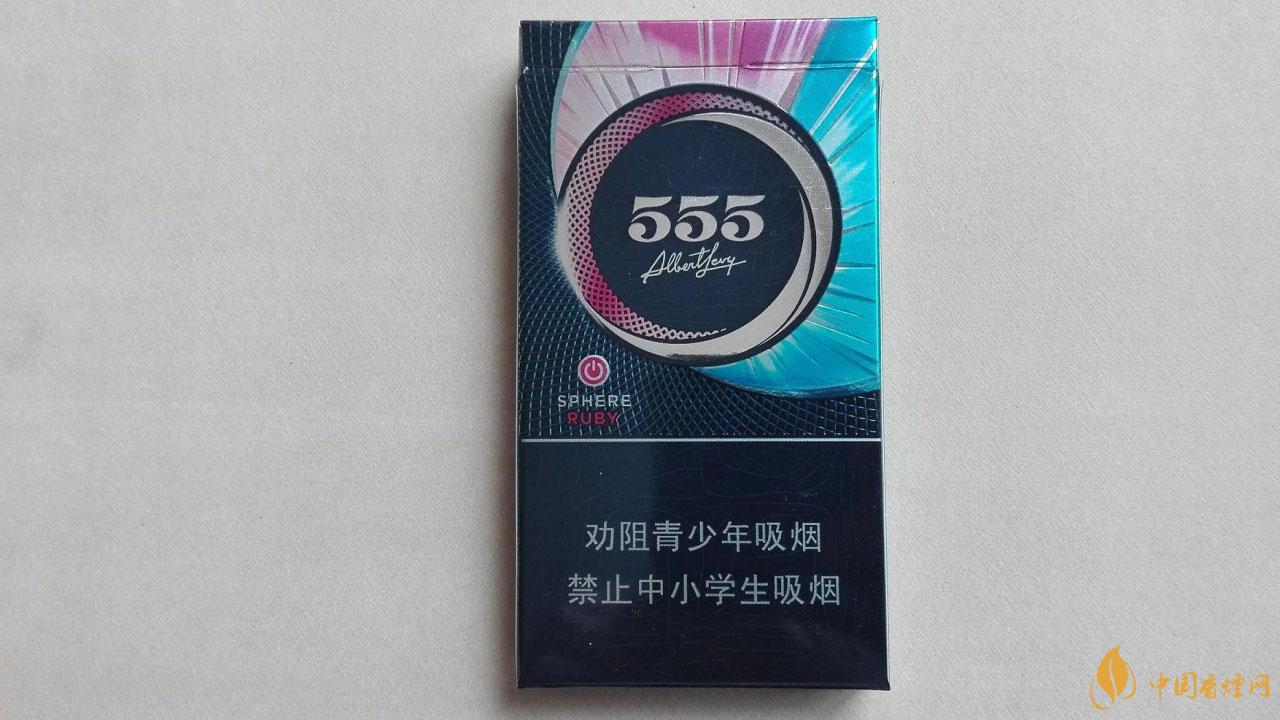 555
Albert Levy
SPHERE
RUBY
劝阻青少年吸烟
禁止中小学生吸烟
中国香烟网